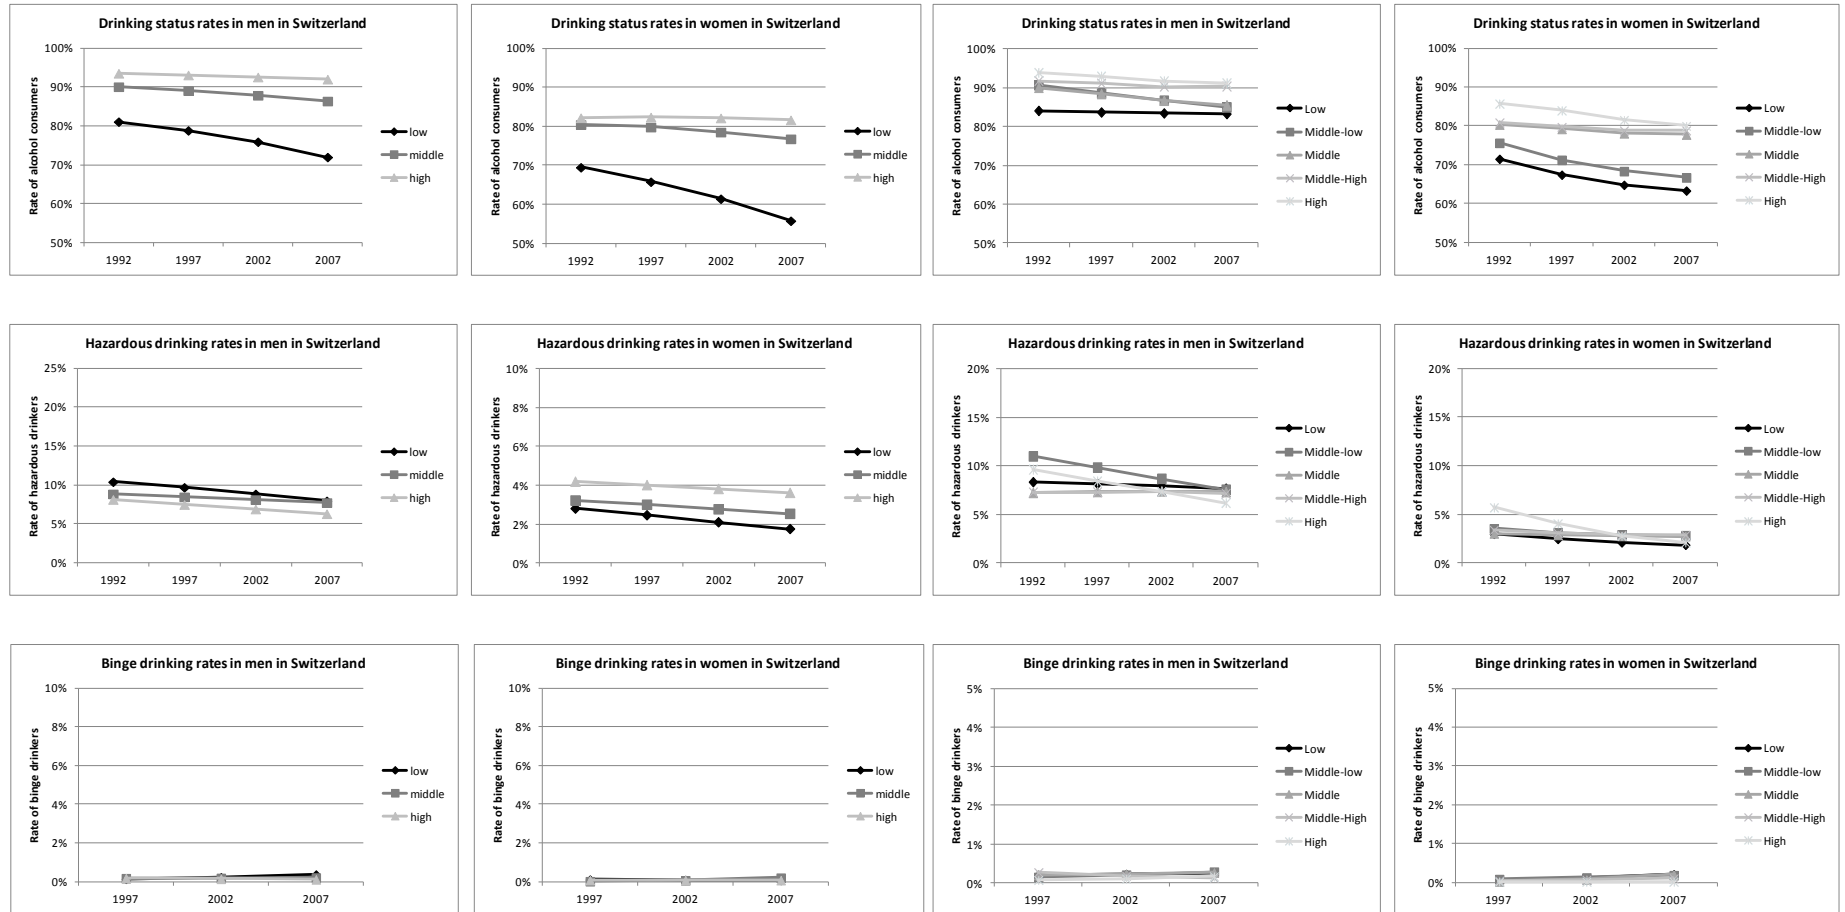 Drinking status rates in men in Switzerland
Rate of alcohol consumers
100%
90%
80%
70%
60%
50%
1992 1997 2002 2007
low
middle
high
Drinking status rates in women in Switzerland
Rate of alcohol consumers
100%
90%
80%
70%
60%
50%
1992 1997 2002 2007
low
middle
high
Drinking status rates in men in Switzerland
Rate of alcohol consumers
100%
90%
80%
70%
60%
50%
1992 1997 2002 2007
Low
Middle-low
Middle
Middle-High
High
Drinking status rates in women in Switzerland
Rate of alcohol consumers
100%
90%
80%
70%
60%
50%
1992 1997 2002 2007
Low
Middle-low
Middle
Middle-High
High
Hazardous drinking rates in men in Switzerland
Rate of hazardous drinkers
25%
20%
15%
10%
5%
0%
1992 1997 2002 2007
low
middle
high
Hazardous drinking rates in women in Switzerland
Rate of hazardous drinkers
10%
8%
6%
4%
2%
0%
1992 1997 2002 2007
low
middle
high
Hazardous drinking rates in men in Switzerland
Rate of hazardous drinkers
20%
15%
10%
5%
0%
1992 1997 2002 2007
Low
Middle-low
Middle
Middle-High
High
Hazardous drinking rates in women in Switzerland
Rate of hazardous drinkers
20%
15%
10%
5%
0%
1992 1997 2002 2007
Low
Middle-low
Middle
Middle-High
High
Binge drinking rates in men in Switzerland
Rate of binge drinkers
10%
8%
6%
4%
2%
0%
1997 2002 2007
low
middle
high
Binge drinking rates in women in Switzerland
Rate of binge drinkers
10%
8%
6%
4%
2%
0%
1997 2002 2007
low
middle
high
Binge drinking rates in men in Switzerland
Rate of binge drinkers
5%
4%
3%
2%
1%
0%
1997 2002 2007
Low
Middle-low
Middle
Middle-High
High
Binge drinking rates in women in Switzerland
Rate of binge drinkers
5%
4%
3%
2%
1%
0%
1997 2002 2007
Low
Middle-low
Middle
Middle-High
High